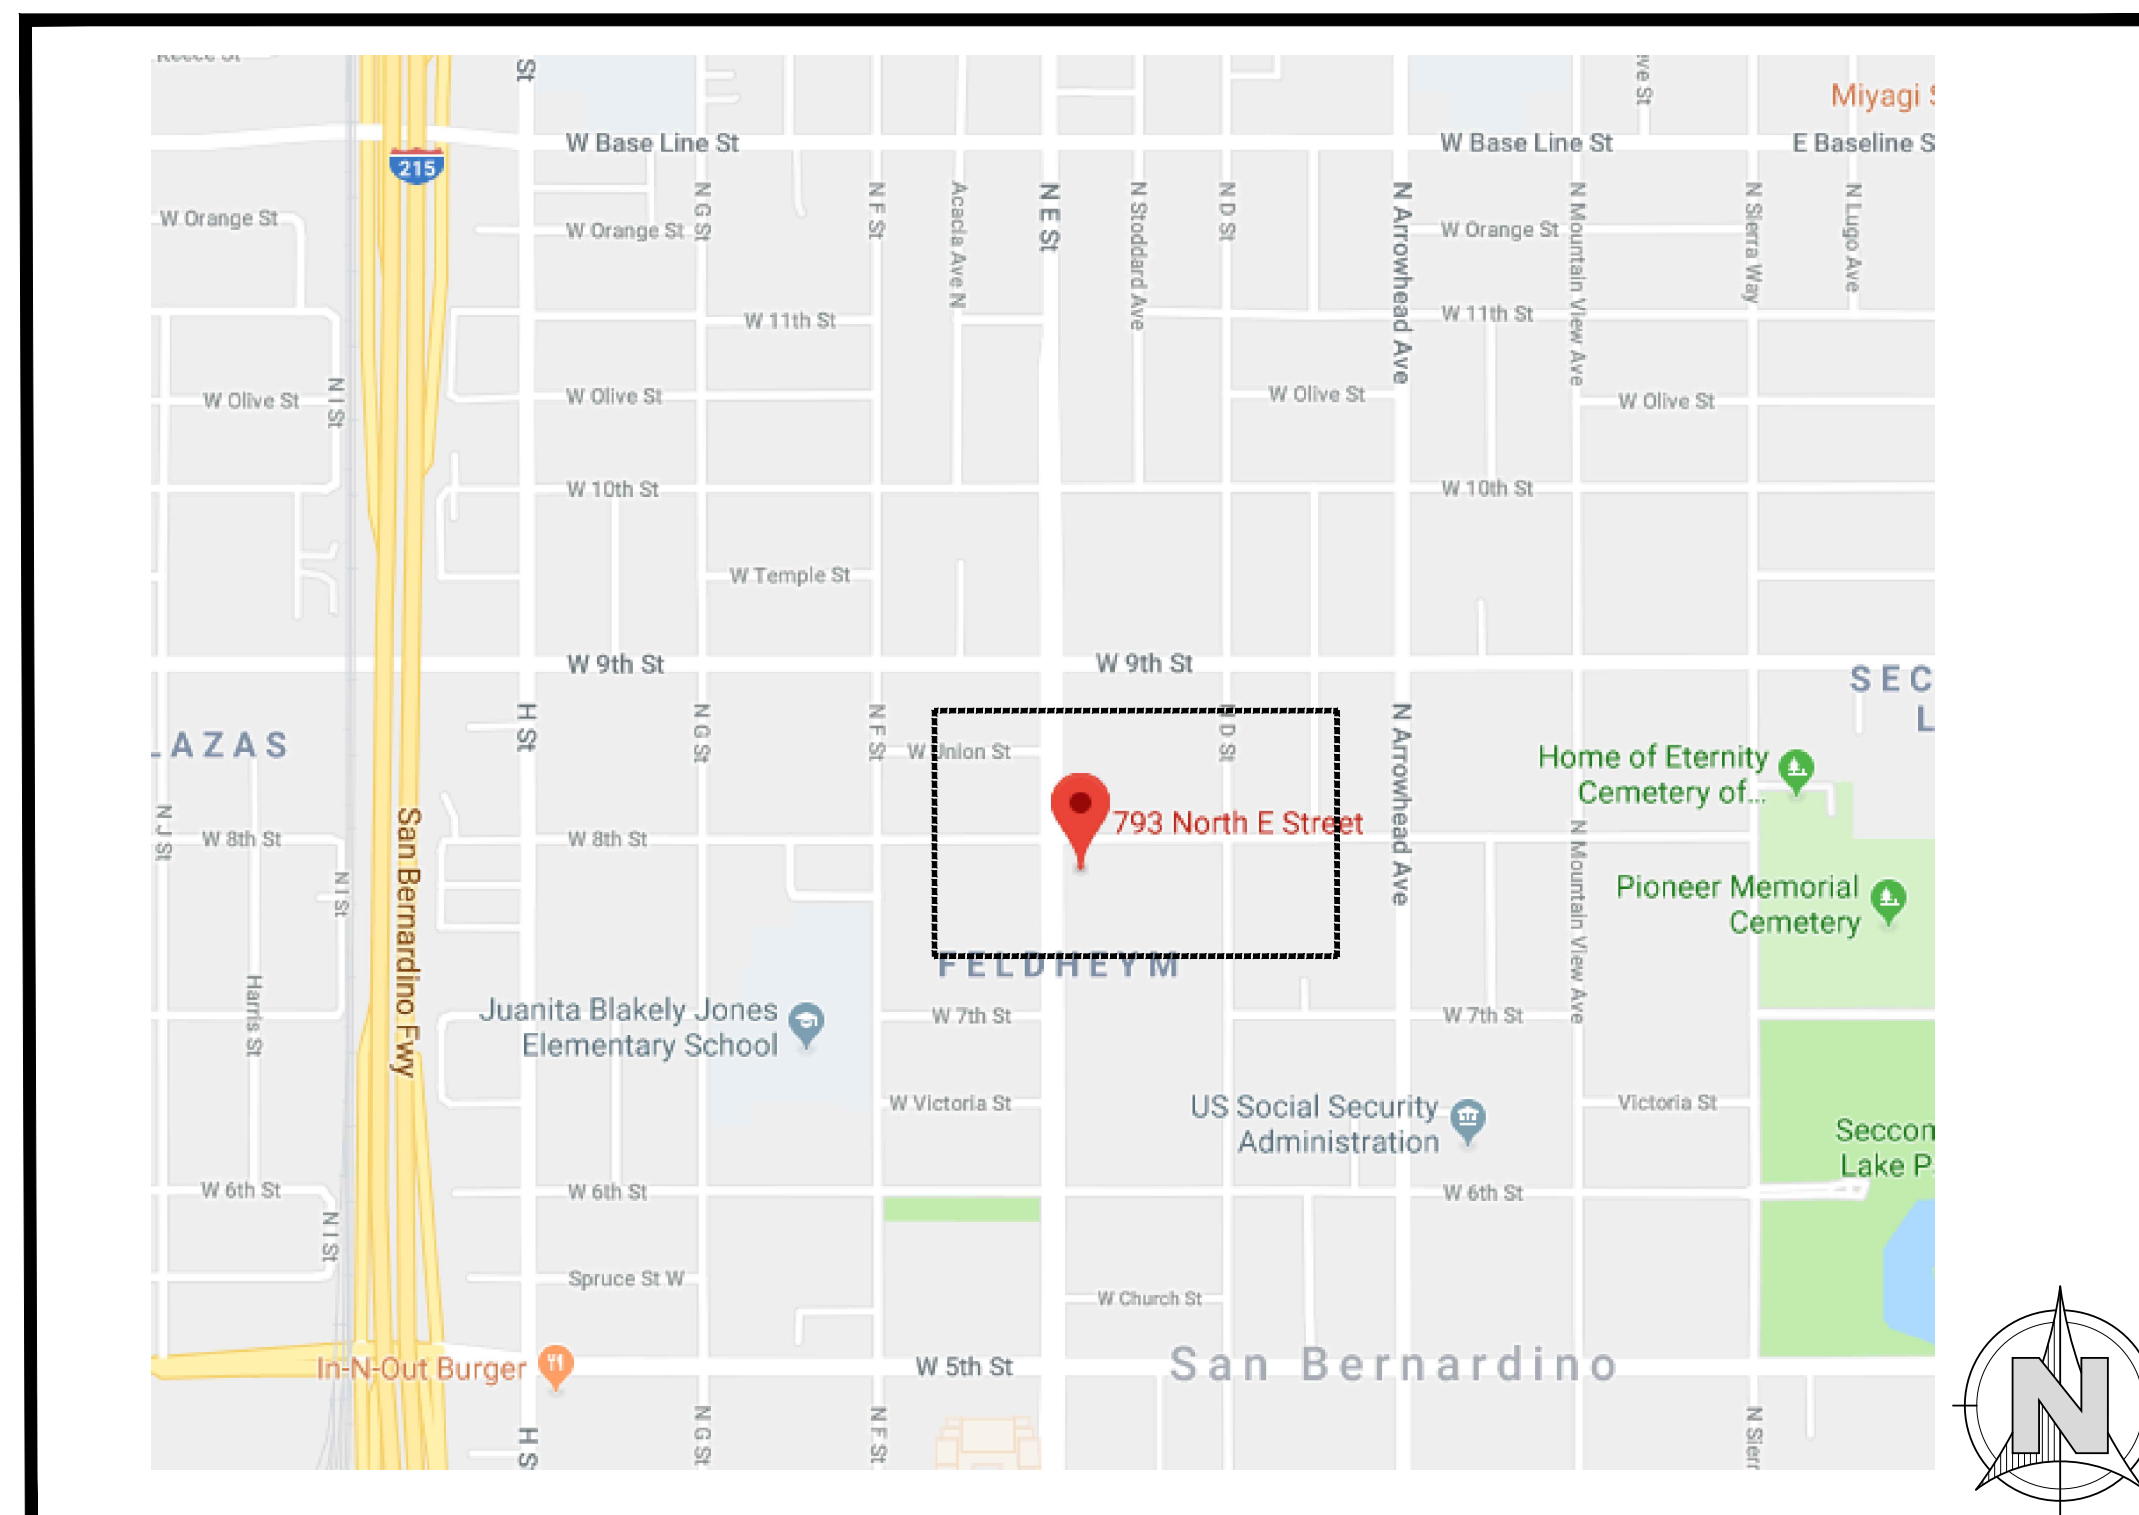 St
ve St
Miyagi
W Base Line St
W Base Line St
E Baseline S
215
N G St
N F St
Acacia Ave N
N E St
N Stoddard Ave
N D St
N Arrowhead Ave
N Mountain View Ave
N Sierra Way
N Lugo Ave
W Orange St
W Orange St
W Orange St
W 11th St
W 11th St
N I St
W Olive St
W Olive St
W Olive St
W Olive St
W 10th St
W 10th St
W Temple St
W 9th St
W 9th St
SEC
L
H St
N G St
N F St
N D St
N Arrowhead Ave
LAZAS
W Union St
Home of Eternity
Cemetery of...
793 North E Street
N J St
W 8th St
W 8th St
San Bernardino Fwy
N I St
N Mountain View Ave
Pioneer Memorial
Cemetery
FELDHEYM
Harris St
Juanita Blakely Jones
Elementary School
W 7th St
W 7th St
W Victoria St
US Social Security
Administration
Victoria St
Seccon
Lake P
W 6th St
W 6th St
W 6th St
N I St
Spruce St W
W Church St
In-N-Out Burger
W 5th St
San Bernardino
H S
N G St
N F St
N Sierr
N